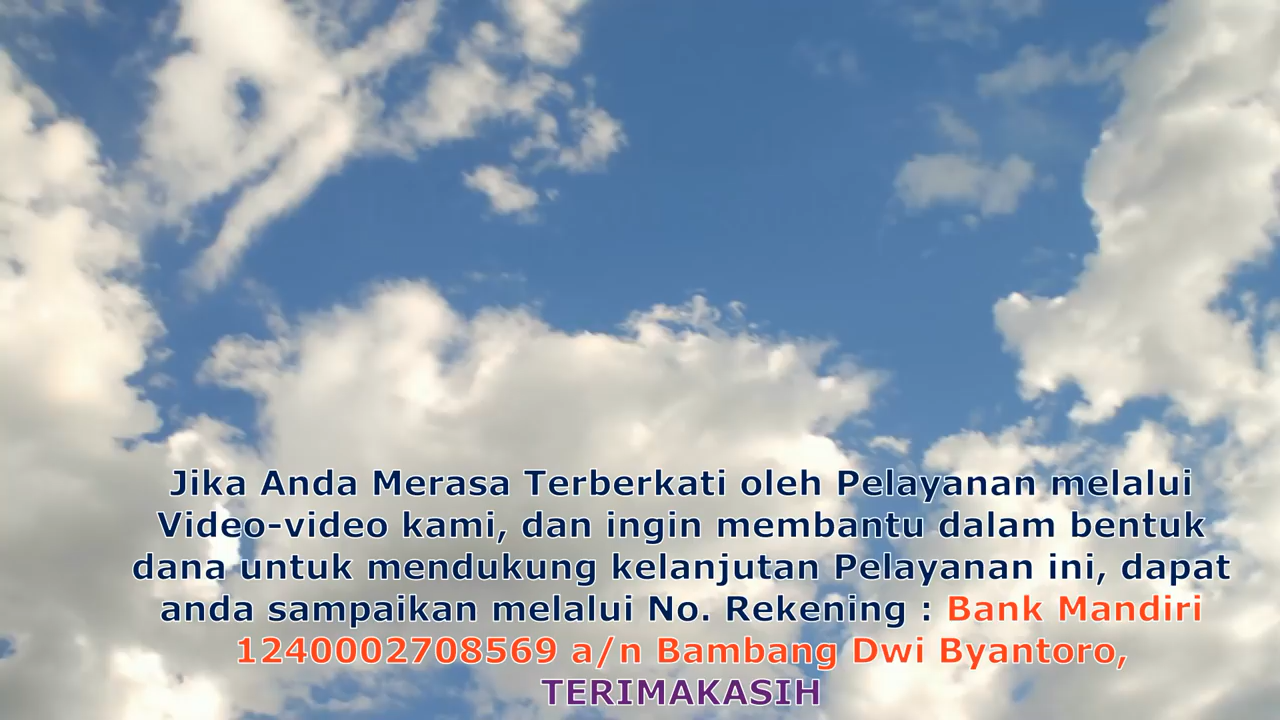 Jika Anda Merasa Terberkati oleh Pelayanan melalui
Video-video kami, dan ingin membantu dalam bentuk
dana untuk mendukung kelanjutan Pelayanan ini, dapat
anda sampaikan melalui No. Rekening : Bank Mandiri
1240002708569 a/n Bambang Dwi Byantoro,
TERIMAKASIH